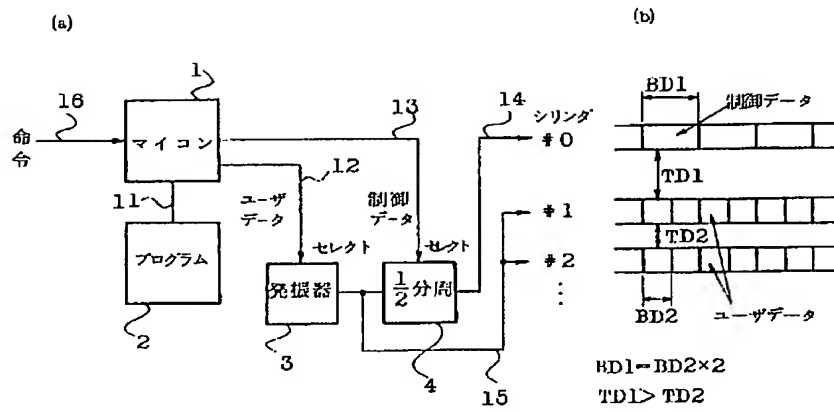 (a)
(b)
1
16
命令
マイコン
13
14
シリンダ
#0
BD1
制御データ
11
12
ユーザデータ
制御データ
TD1
プログラム
2
セレクト
セレクト
#1
#2
⋮
TD2
発振器
3
1/2分周
4
15
BD2
ユーザデータ
BD1=BD2×2
TD1>TD2